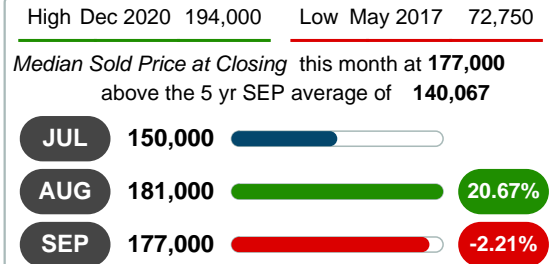 High Dec 2020 194,000 Low May 2017 72,750
Median Sold Price at Closing this month at 177,000
above the 5 yr SEP average of 140,067
JUL 150,000
AUG 181,000 20.67%
SEP 177,000 -2.21%